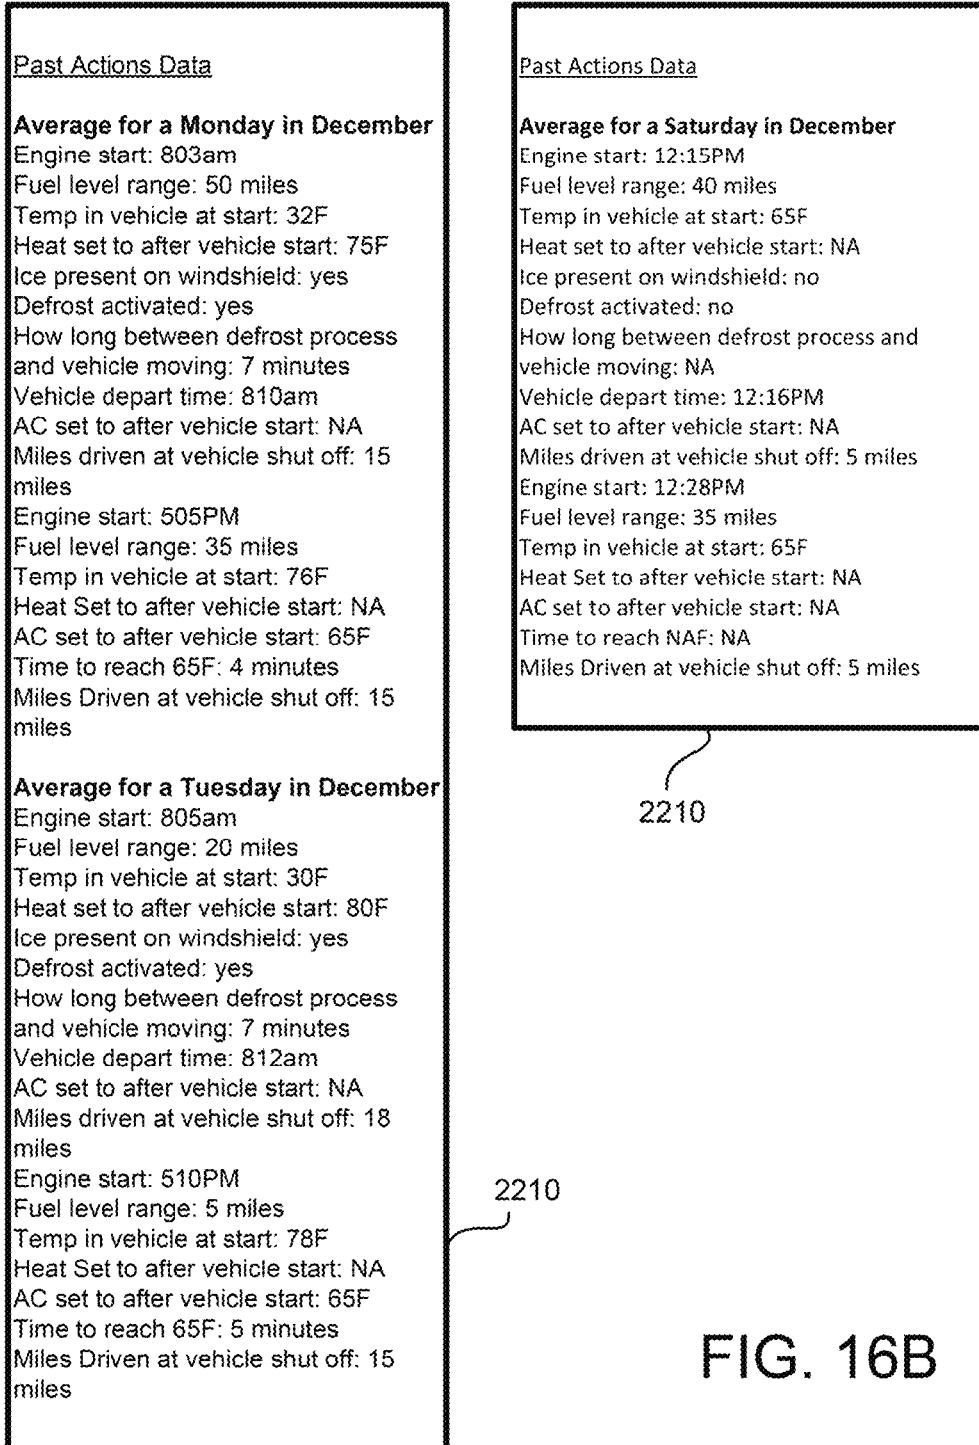 Past Actions Data
Average for a Monday in December
Engine start: 803am
Fuel level range: 50 miles
Temp in vehicle at start: 32F
Heat set to after vehicle start: 75F
Ice present on windshield: yes
Defrost activated: yes
How long between defrost process
and vehicle moving: 7 minutes
Vehicle depart time: 810am
AC set to after vehicle start: NA
Miles driven at vehicle shut off: 15
miles
Engine start: 505PM
Fuel level range: 35 miles
Temp in vehicle at start: 76F
Heat Set to after vehicle start: NA
AC set to after vehicle start: 65F
Time to reach 65F: 4 minutes
Miles Driven at vehicle shut off: 15
miles
Average for a Tuesday in December
Engine start: 805am
Fuel level range: 20 miles
Temp in vehicle at start: 30F
Heat set to after vehicle start: 80F
Ice present on windshield: yes
Defrost activated: yes
How long between defrost process
and vehicle moving: 7 minutes
Vehicle depart time: 812am
AC set to after vehicle start: NA
Miles driven at vehicle shut off: 18
miles
Engine start: 510PM
Fuel level range: 5 miles
Temp in vehicle at start: 78F
Heat Set to after vehicle start: NA
AC set to after vehicle start: 65F
Time to reach 65F: 5 minutes
Miles Driven at vehicle shut off: 15
miles
2210
Past Actions Data
Average for a Saturday in December
Engine start: 12:15PM
Fuel level range: 40 miles
Temp in vehicle at start: 65F
Heat set to after vehicle start: NA
Ice present on windshield: no
Defrost activated: no
How long between defrost process and
vehicle moving: NA
Vehicle depart time: 12:16PM
AC set to after vehicle start: NA
Miles driven at vehicle shut off: 5 miles
Engine start: 12:28PM
Fuel level range: 35 miles
Temp in vehicle at start: 65F
Heat Set to after vehicle start: NA
AC set to after vehicle start: NA
Time to reach NAF: NA
Miles Driven at vehicle shut off: 5 miles
2210
FIG. 16B